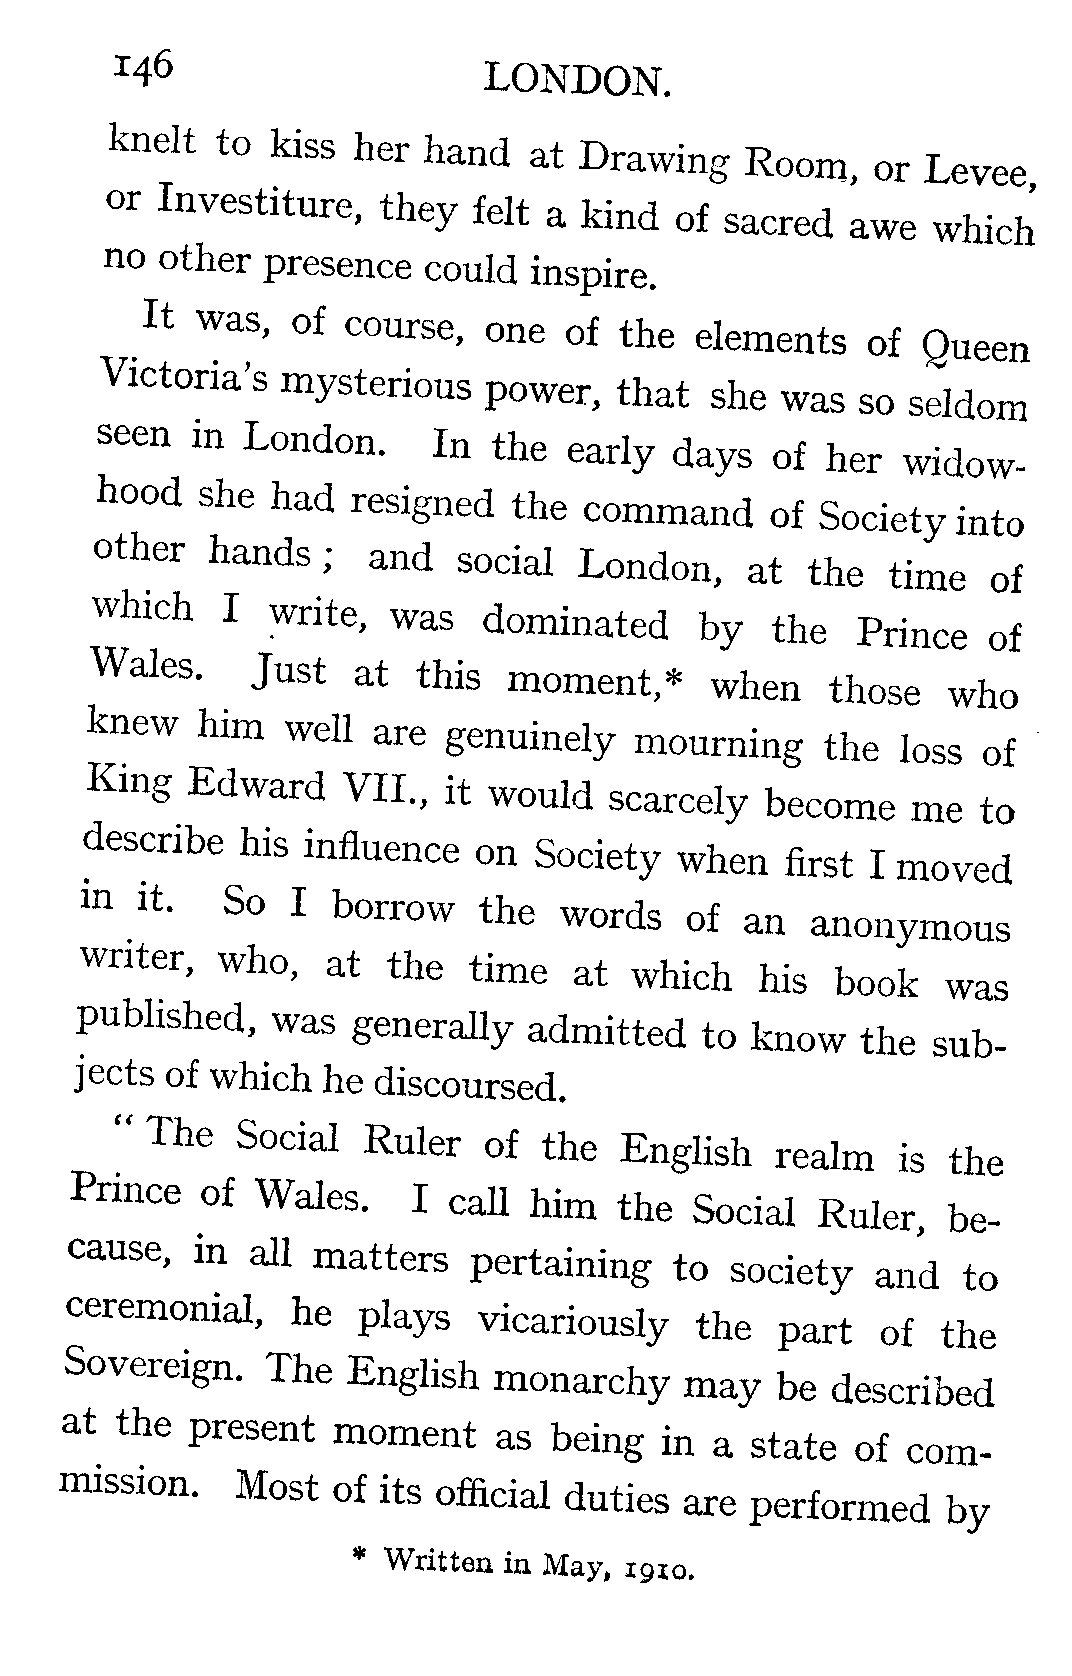 146 LONDON.
knelt to kiss her hand at Drawing Room, or Levee,
or Investiture, they felt a kind of sacred awe which
no other presence could inspire.
It was, of course, one of the elements of Queen
Victoria's mysterious power, that she was so seldom
seen in London. In the early days of her widow-
hood she had resigned the command of Society into
other hands ; and social London, at the time of
which I write, was dominated by the Prince of
Wales. Just at this moment,* when those who
knew him well are genuinely mourning the loss of
King Edward VII., it would scarcely become me to
describe his influence on Society when first I moved
in it. So I borrow the words of an anonymous
writer, who, at the time at which his book was
published, was generally admitted to know the sub-
jects of which he discoursed.
“ The Social Ruler of the English realm is the
Prince of Wales. I call him the Social Ruler, be-
cause, in all matters pertaining to society and to
ceremonial, he plays vicariously the part of the
Sovereign. The English monarchy may be described
at the present moment as being in a state of com-
mission. Most of its official duties are performed by
* Written in May, 1910.